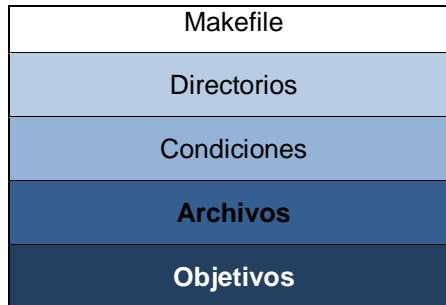 Makefile
Directorios
Condiciones
Archivos
Objetivos